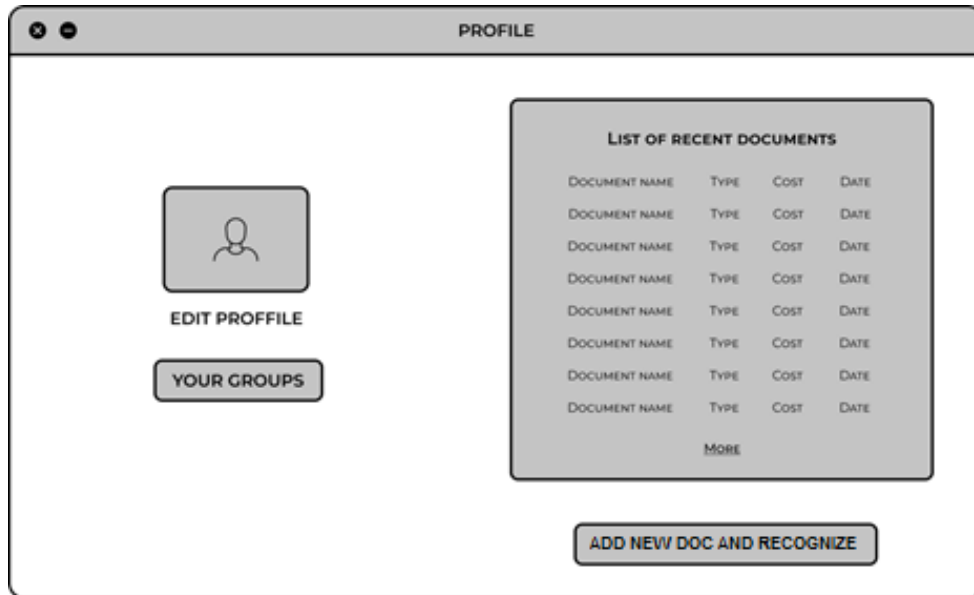 PROFILE
EDIT PROFFILE
YOUR GROUPS
List of recent documents
Document name Type Cost Date
Document name Type Cost Date
Document name Type Cost Date
Document name Type Cost Date
Document name Type Cost Date
Document name Type Cost Date
Document name Type Cost Date
Document name Type Cost Date
More
ADD NEW DOC AND RECOGNIZE